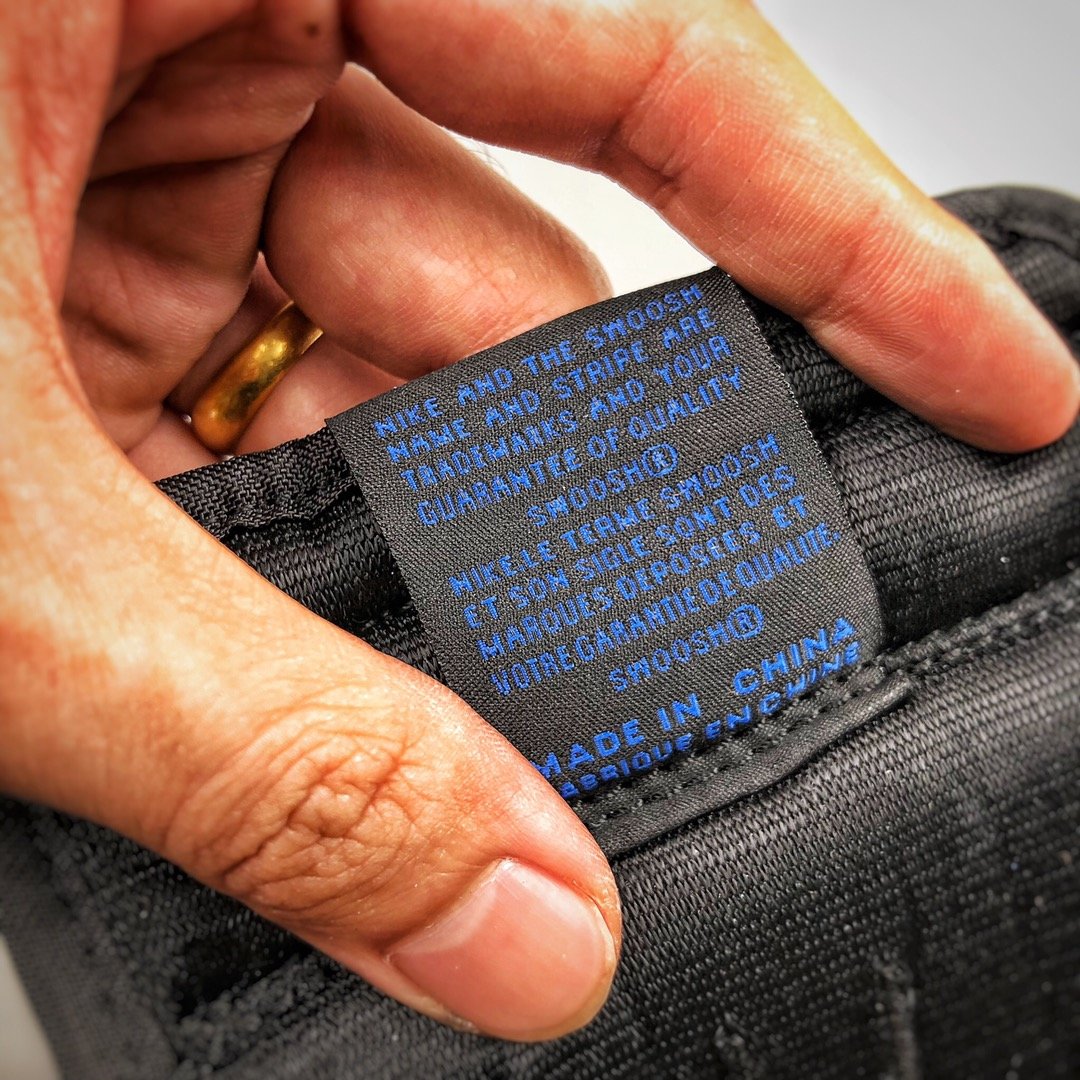 NIKE AND THE SWOOSH
NAME AND STRIPE ARE
TRADEMARKS AND YOUR
GUARANTEE OF QUALITY
SWOOSH®
NIKE.LE TERME SWOOSH
ET SON SIGLE SONT DES
MARQUES DEPOSEES ET
VOTRE GARANTIE DE QUALITE.
SWOOSH®
MADE IN CHINA
FABRIQUE EN CHINE